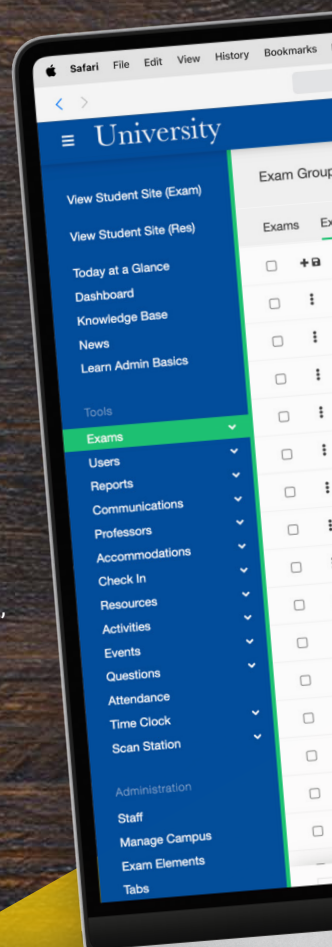 Safari File Edit View History Bookmarks
University
View Student Site (Exam)
View Student Site (Res)
Today at a Glance
Dashboard
Knowledge Base
News
Learn Admin Basics
Tools
Exams
Users
Reports
Communications
Professors
Accommodations
Check In
Resources
Activities
Events
Questions
Attendance
Time Clock
Scan Station
Administration
Staff
Manage Campus
Exam Elements
Tabs
Exam Group
Exams Ex
,